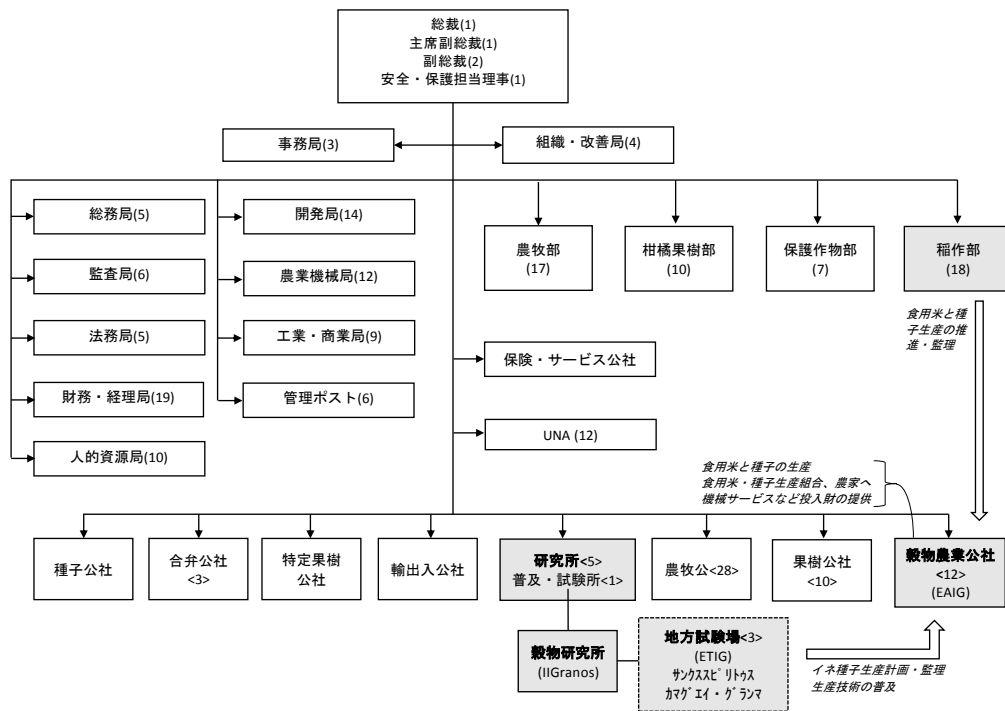 総裁(1)
主席副総裁(1)
副総裁(2)
安全・保護担当理事(1)
事務局(3)
組織・改善局(4)
総務局(5)
監査局(6)
法務局(5)
財務・経理局(19)
人的資源局(10)
開発局(14)
農業機械局(12)
工業・商業局(9)
管理ポスト(6)
農牧部
(17)
柑橘果樹部
(10)
保護作物部
(7)
稲作部
(18)
食用米と種
子生産の推
進・監理
保険・サービス公社
UNA (12)
食用米と種子の生産
食用米・種子生産組合、農家へ
機械サービスなど投入財の提供
種子公社
合弁公社
<3>
特定果樹
公社
輸出入公社
研究所<5>
普及・試験所<1>
農牧公<28>
果樹公社
<10>
穀物農業公社
<12>
(EAIG)
穀物研究所
(IIGranos)
地方試験場<3>
(ETIG)
ｻﾝｸｽｽﾋﾟﾘﾄｩｽ
ｶﾏｸﾞｴｲ・ｸﾞﾗﾝﾏ
イネ種子生産計画・監理
生産技術の普及